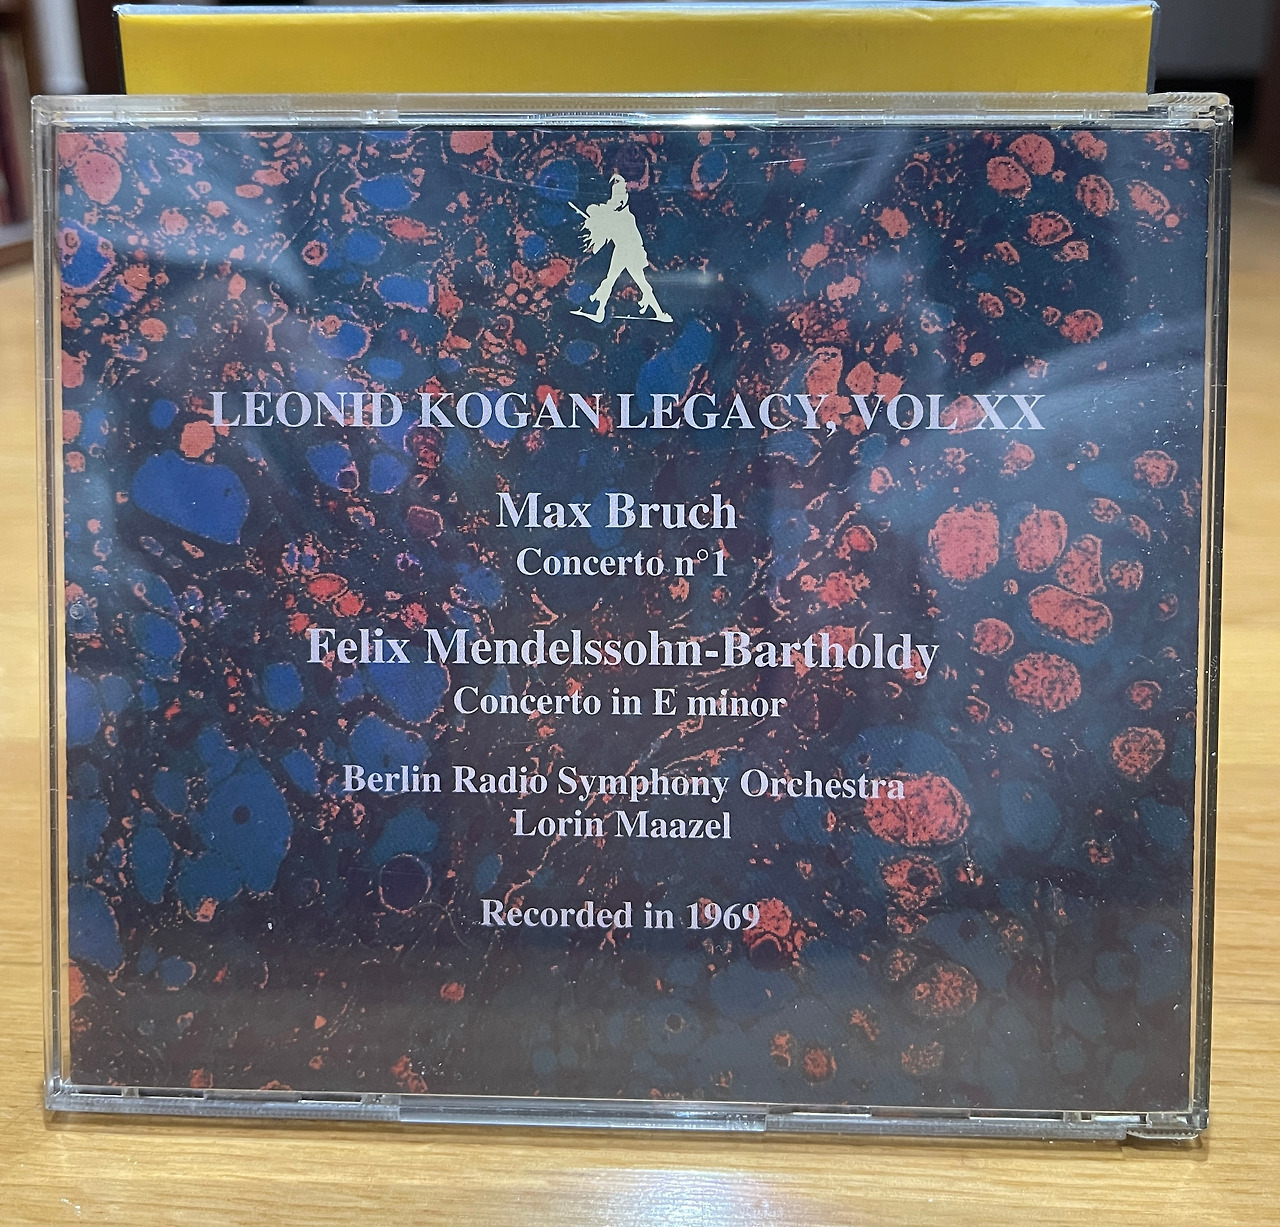 LEONID KOGAN LEGACY, VOL XX
Max Bruch
Concerto n°1
Felix Mendelssohn-Bartholdy
Concerto in E minor
Berlin Radio Symphony Orchestra
Lorin Maazel
Recorded in 1969